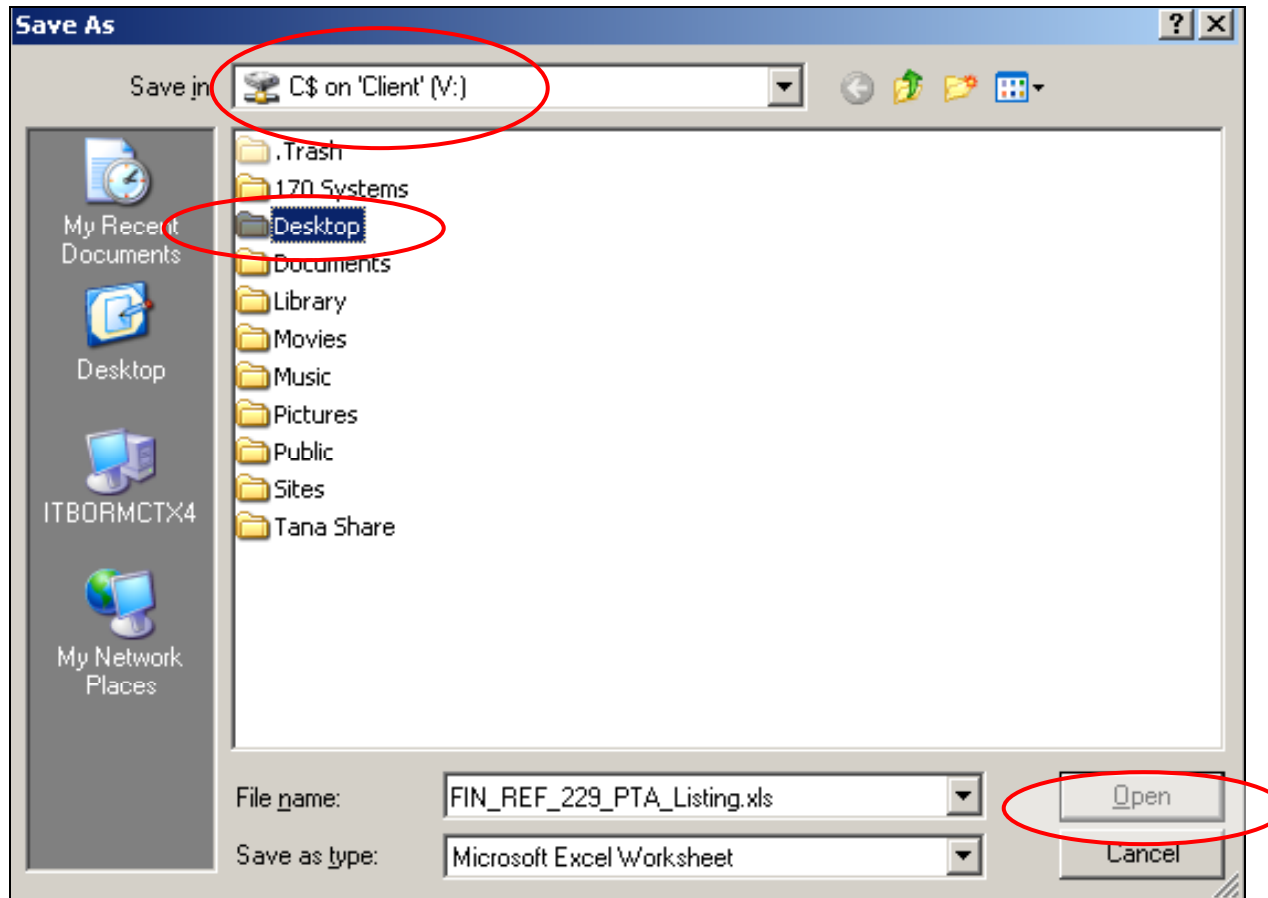 Save As
Save in
C$ on 'Client' (V:)
My Recent
Documents
Desktop
ITBORMCTX4
My Network
Places
.Trash
170 Systems
Desktop
Documents
Library
Movies
Music
Pictures
Public
Sites
Tana Share
File name:
FIN_REF_229_PTA_Listing.xls
Open
Save as type:
Microsoft Excel Worksheet
Cancel